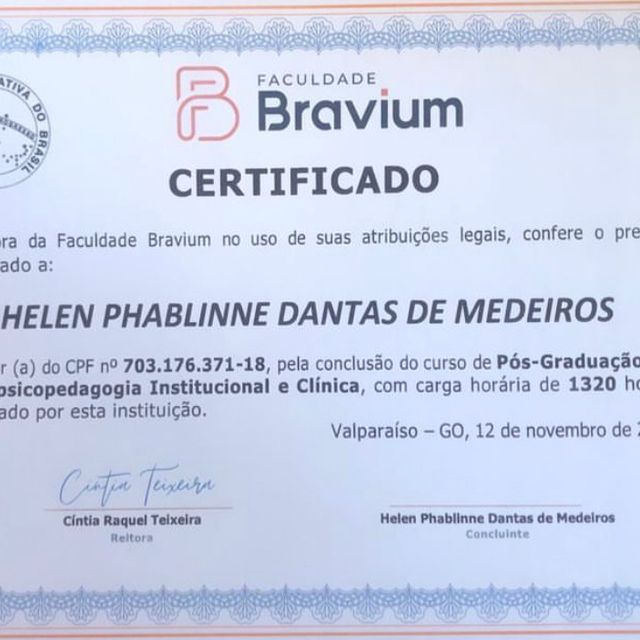 ATIVA DO BRASIL
FACULDADE
Bravium
CERTIFICADO
ra da Faculdade Bravium no uso de suas atribuições legais, confere o pre
ado a:
HELEN PHABLINNE DANTAS DE MEDEIROS
r (a) do CPF nº 703.176.371-18, pela conclusão do curso de Pós-Graduação
psicopedagogia Institucional e Clínica, com carga horária de 1320 ho
ado por esta instituição.
Valparaíso – GO, 12 de novembro de 2
Cíntia Teixeira
Cíntia Raquel Teixeira
Reitora
Helen Phablinne Dantas de Medeiros
Concluinte